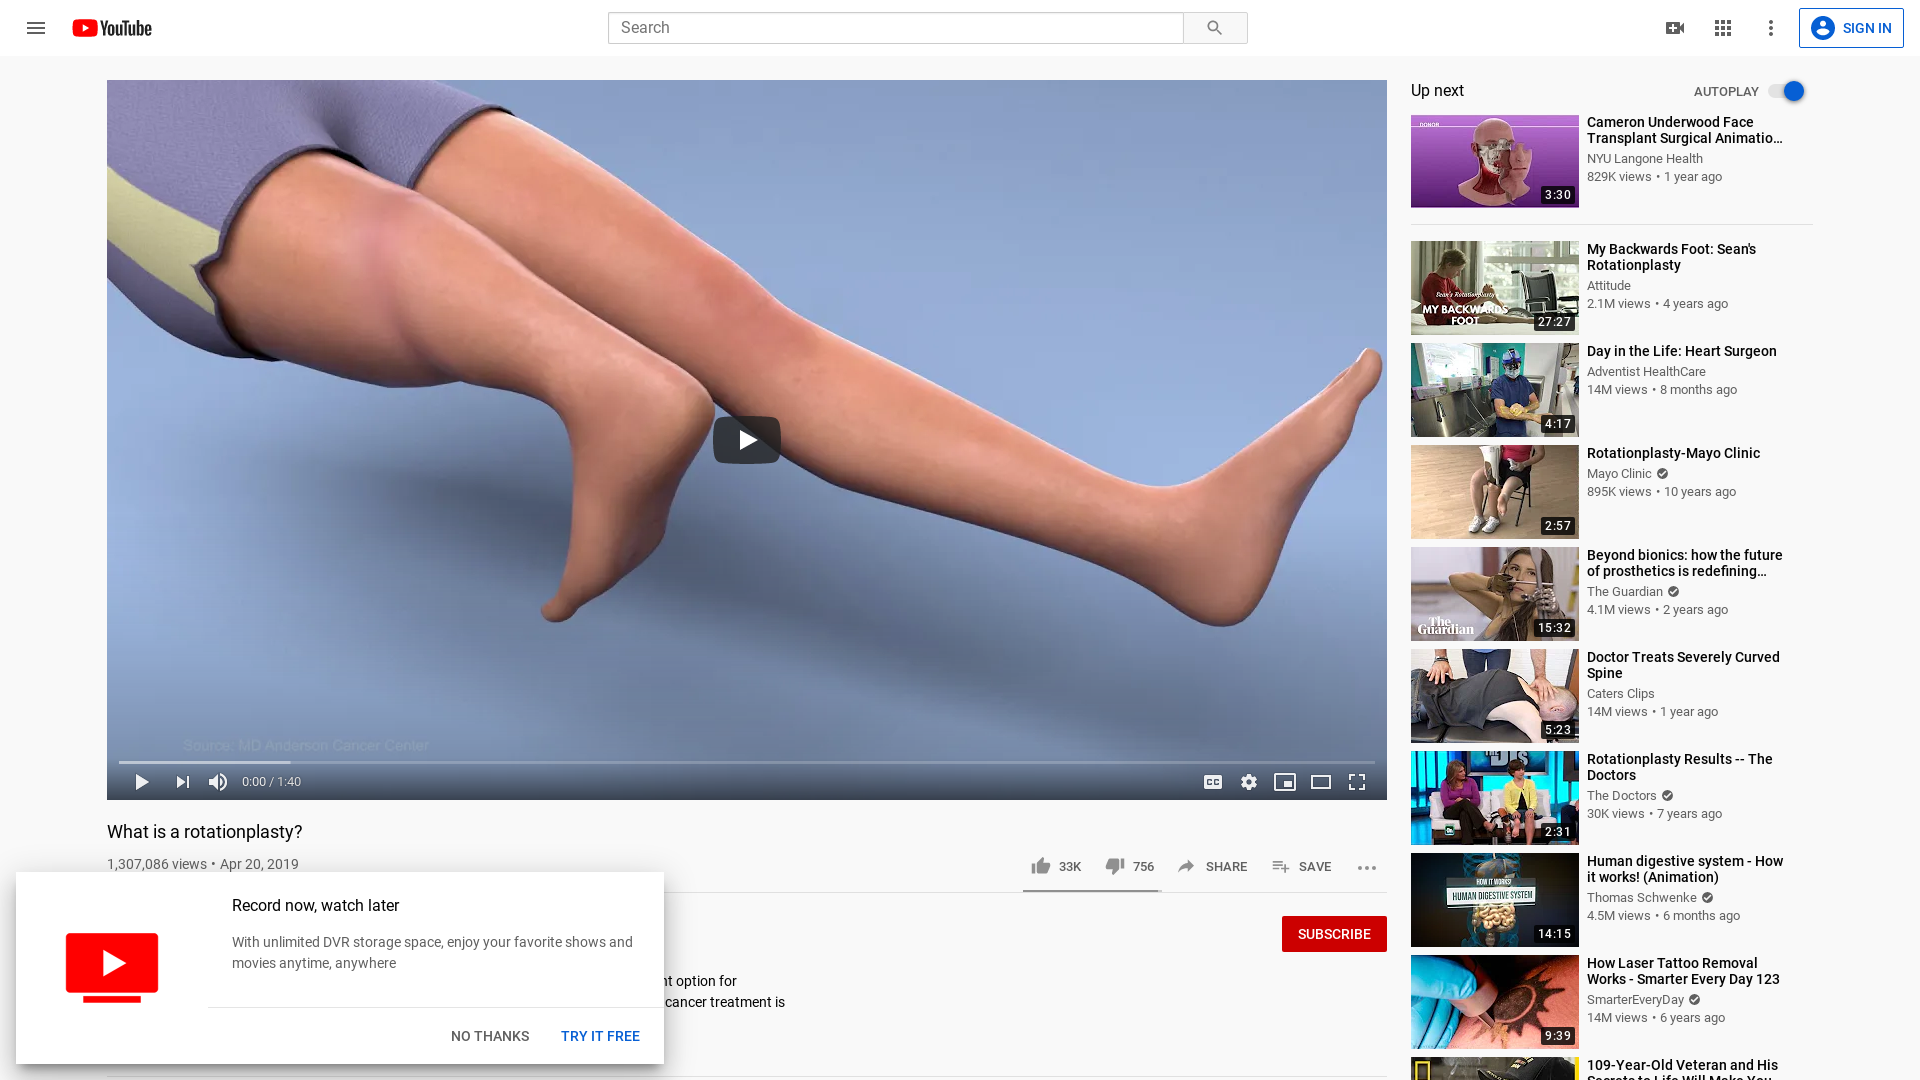 YouTube
Search
SIGN IN
Source: MD Anderson Cancer Center
0:00 / 1:40
CC
What is a rotationplasty?
1,307,086 views • Apr 20, 2019
33K
756
SHARE
SAVE
SUBSCRIBE
nt option for
cancer treatment is
Record now, watch later
With unlimited DVR storage space, enjoy your favorite shows and
movies anytime, anywhere
NO THANKS
TRY IT FREE
Up next
AUTOPLAY
DONOR
3:30
Cameron Underwood Face
Transplant Surgical Animatio...
NYU Langone Health
829K views • 1 year ago
Sean's Rotationplasty
MY BACKWARDS
FOOT
27:27
My Backwards Foot: Sean's
Rotationplasty
Attitude
2.1M views • 4 years ago
4:17
Day in the Life: Heart Surgeon
Adventist HealthCare
14M views • 8 months ago
2:57
Rotationplasty-Mayo Clinic
Mayo Clinic
895K views • 10 years ago
The
Guardian
15:32
Beyond bionics: how the future
of prosthetics is redefining...
The Guardian
4.1M views • 2 years ago
5:23
Doctor Treats Severely Curved
Spine
Caters Clips
14M views • 1 year ago
2:31
Rotationplasty Results -- The
Doctors
The Doctors
30K views • 7 years ago
HOW IT WORKS!
HUMAN DIGESTIVE SYSTEM
14:15
Human digestive system - How
it works! (Animation)
Thomas Schwenke
4.5M views • 6 months ago
9:39
How Laser Tattoo Removal
Works - Smarter Every Day 123
SmarterEveryDay
14M views • 6 years ago
109-Year-Old Veteran and His
Secrets to Life Will Make You